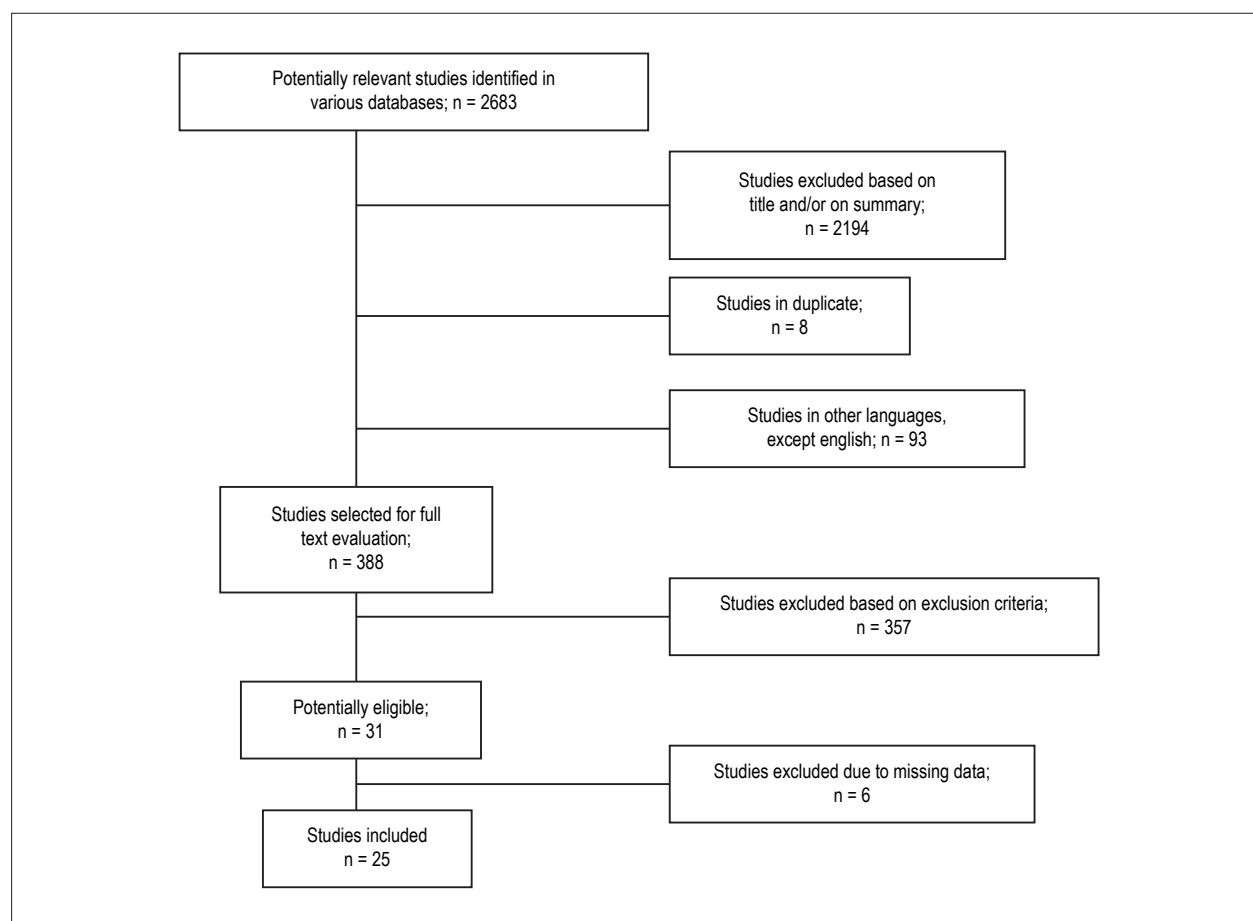 Potentially relevant studies identified in
various databases; n = 2683
Studies excluded based on
title and/or on summary;
n = 2194
Studies in duplicate;
n = 8
Studies in other languages,
except english; n = 93
Studies selected for full
text evaluation;
n = 388
Studies excluded based on exclusion criteria;
n = 357
Potentially eligible;
n = 31
Studies excluded due to missing data;
n = 6
Studies included
n = 25